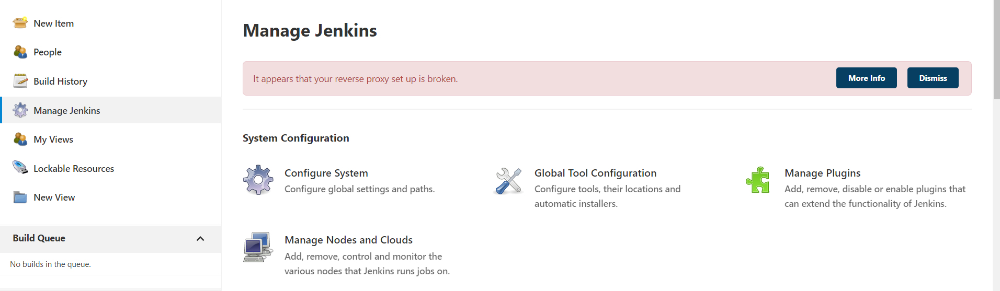 New Item
People
Build History
Manage Jenkins
My Views
Lockable Resources
New View
Build Queue
No builds in the queue.
Manage Jenkins
It appears that your reverse proxy set up is broken.
More Info
Dismiss
System Configuration
Configure System
Configure global settings and paths.
Global Tool Configuration
Configure tools, their locations and
automatic installers.
Manage Plugins
Add, remove, disable or enable plugins that
can extend the functionality of Jenkins.
Manage Nodes and Clouds
Add, remove, control and monitor the
various nodes that Jenkins runs jobs on.